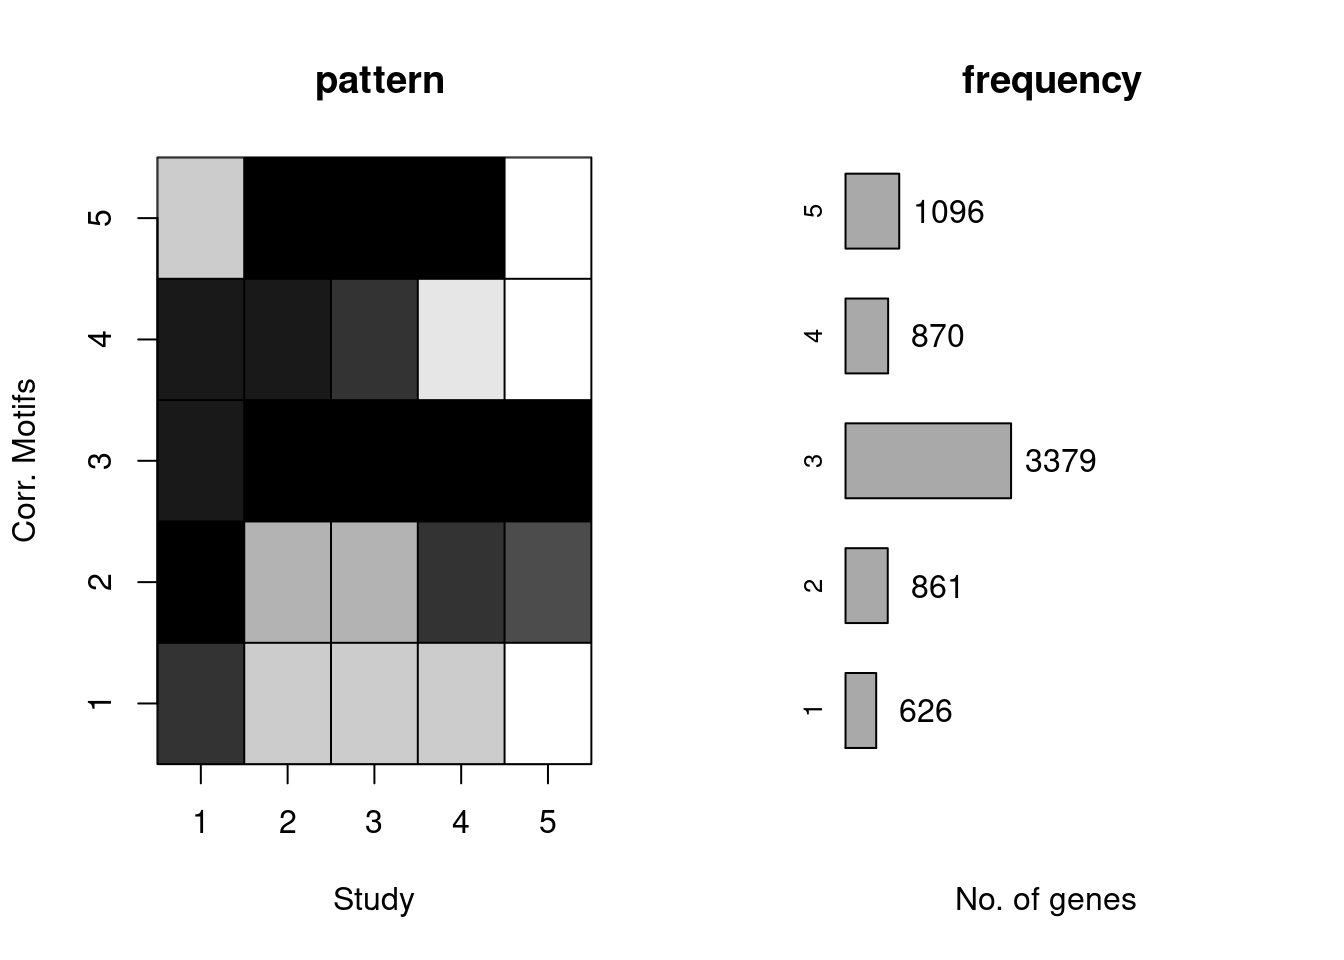 pattern
Corr. Motifs
5
4
3
2
1
1 2 3 4 5
Study
frequency
5 1096
4 870
3 3379
2 861
1 626
No. of genes